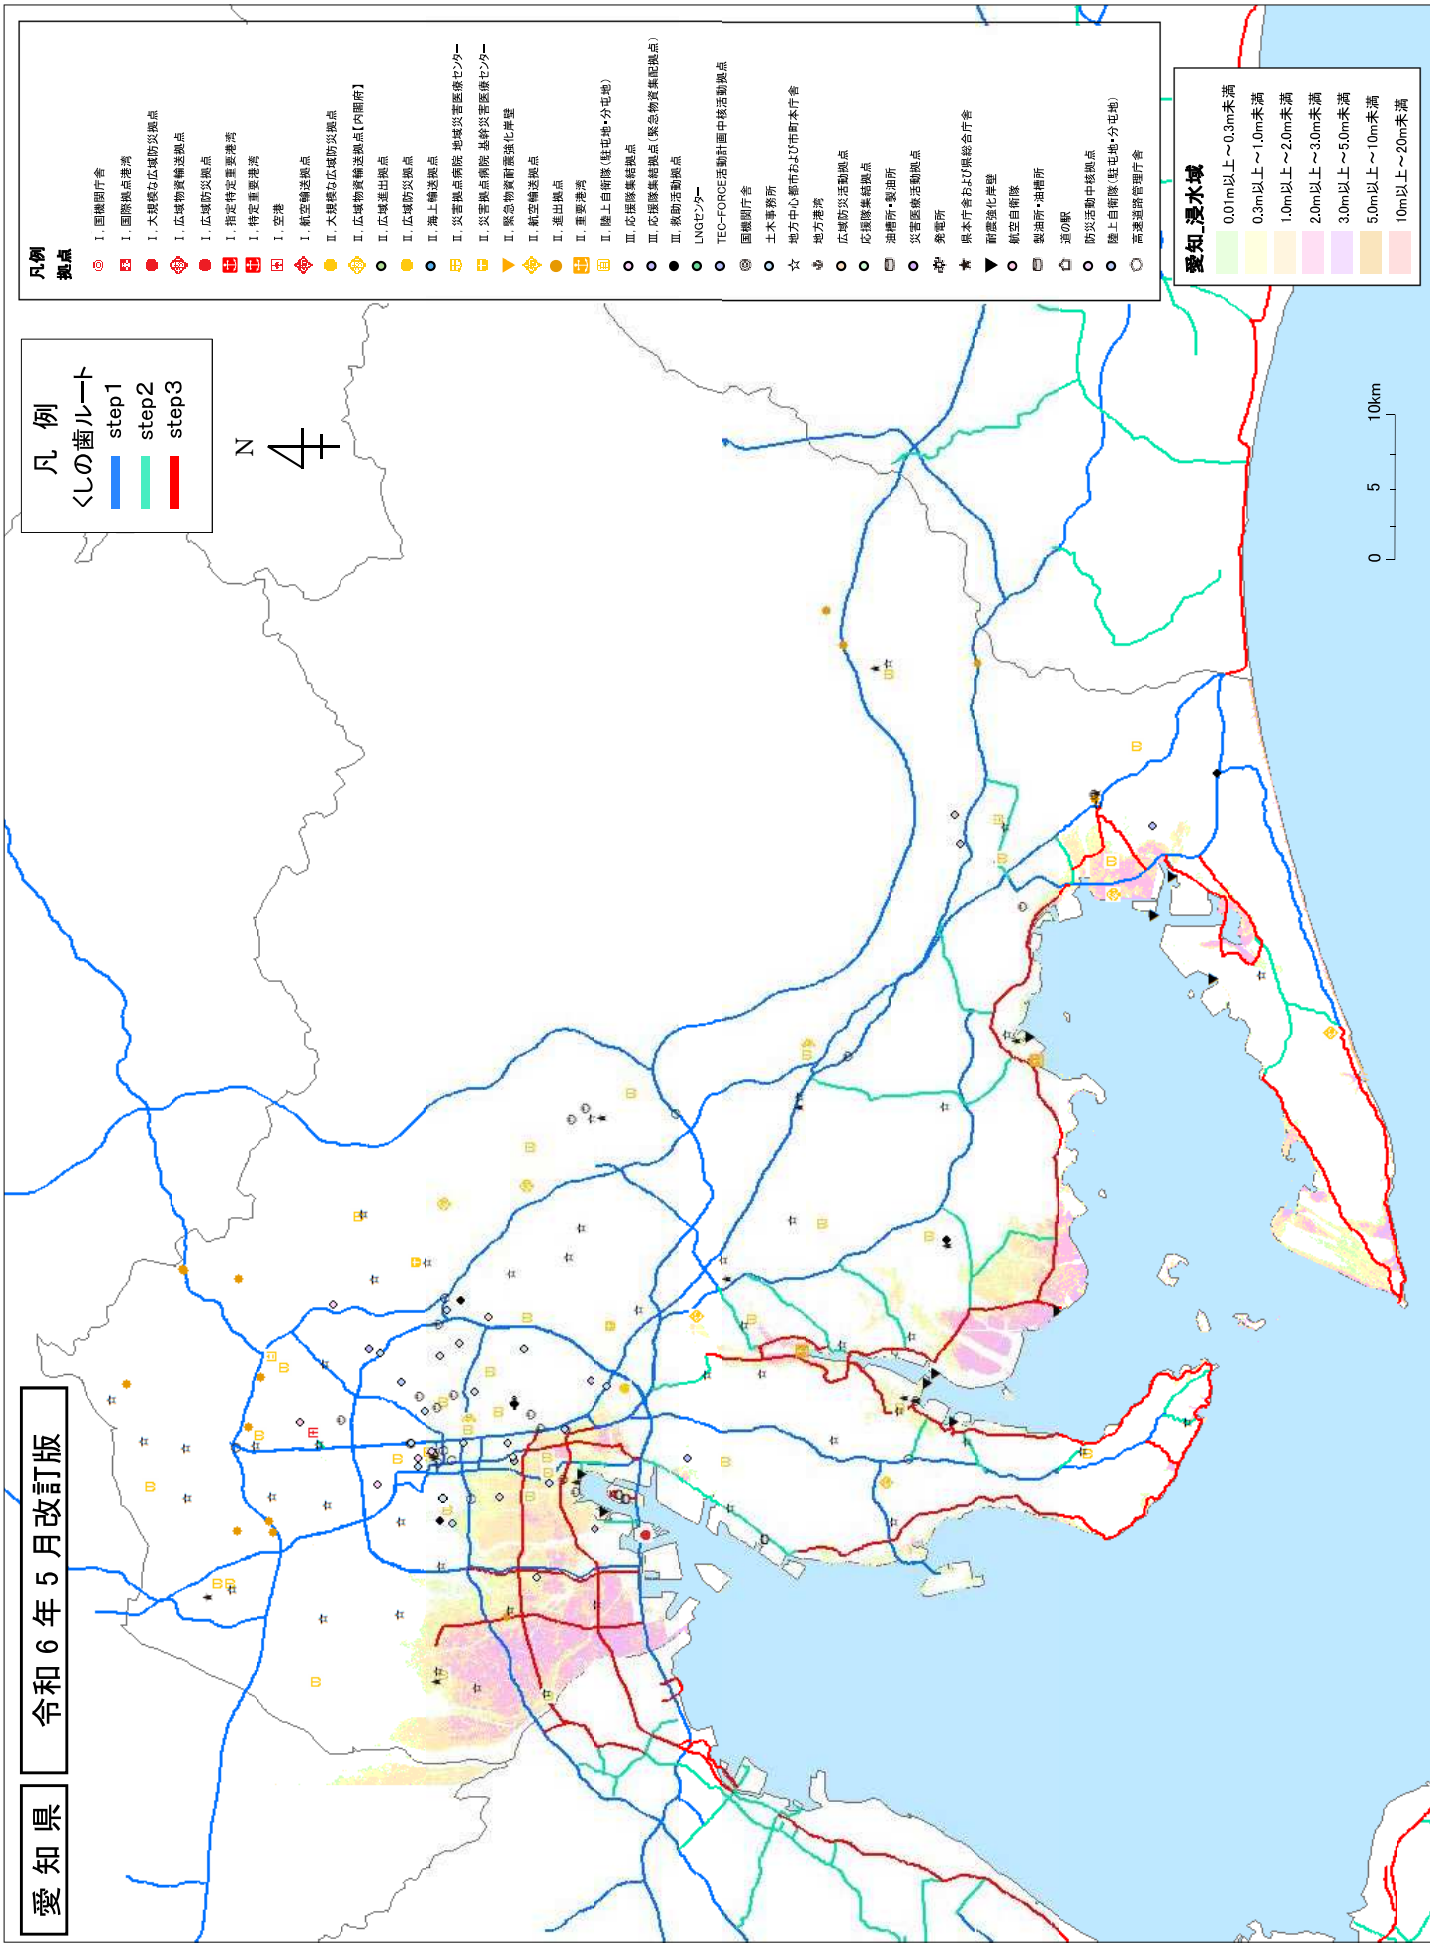 愛知県
令和６年５月改訂版
凡 例
くしの歯ルート
step1
step2
step3
N
凡例
拠点
Ⅰ．国機関庁舎
Ⅰ．国際拠点港湾
Ⅰ．大規模な広域防災拠点
Ⅰ．広域物資輸送拠点
Ⅰ．広域防災拠点
Ⅰ．指定特定重要港湾
Ⅰ．特定重要港湾
Ⅰ．空港
Ⅰ．航空輸送拠点
Ⅱ．大規模な広域防災拠点
Ⅱ．広域物資輸送拠点【内閣府】
Ⅱ．広域進出拠点
Ⅱ．広域防災拠点
Ⅱ．海上輸送拠点
Ⅱ．災害拠点病院 地域災害医療センター
Ⅱ．災害拠点病院 基幹災害医療センター
Ⅱ．緊急物資耐震強化岸壁
Ⅱ．航空輸送拠点
Ⅱ．進出拠点
Ⅱ．重要港湾
Ⅱ．陸上自衛隊（駐屯地・分屯地）
Ⅲ．応援隊集結拠点
Ⅲ．応援隊集結拠点（緊急物資集配拠点）
Ⅲ．救助活動拠点
LNGセンター
TEC-FORCE活動計画中核活動拠点
国機関庁舎
土木事務所
地方中心都市および市町本庁舎
地方港湾
広域防災活動拠点
応援隊集結拠点
油槽所・製油所
災害医療活動拠点
発電所
県本庁舎および県総合庁舎
耐震強化岸壁
航空自衛隊
製油所・油槽所
道の駅
防災活動中核拠点
陸上自衛隊（駐屯地・分屯地）
高速道路管理庁舎
愛知_浸水域
0.01m以上～0.3m未満
0.3m以上～1.0m未満
1.0m以上～2.0m未満
2.0m以上～3.0m未満
3.0m以上～5.0m未満
5.0m以上～10m未満
10m以上～20m未満
0 5 10km